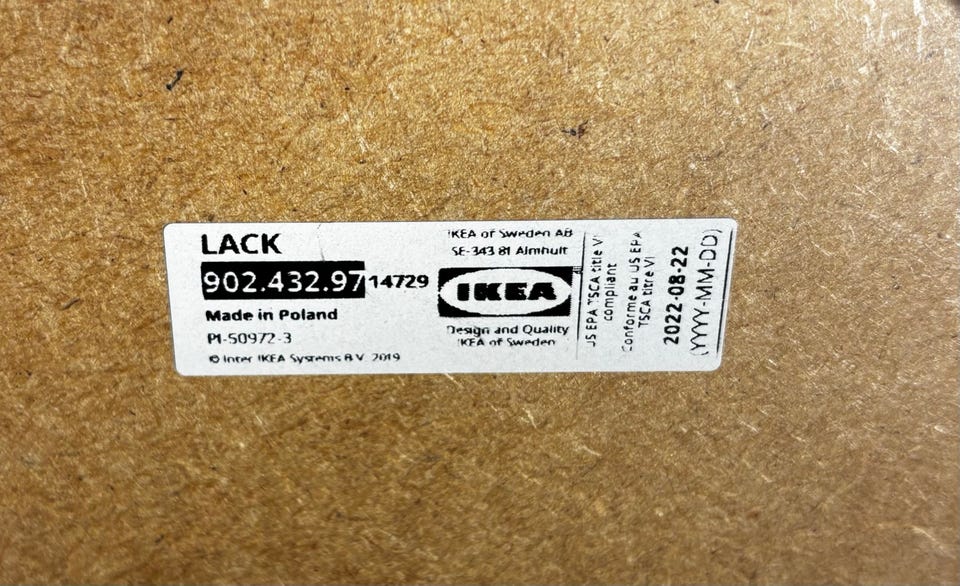 LACK
902.432.97 14729
Made in Poland
PI-50972-3
© Inter IKEA Systems B.V. 2019
IKEA of Sweden AB
SE-343 81 Älmhult
IKEA
Design and Quality
IKEA of Sweden
US EPA TSCA title VI
compliant
Conforme au US EPA
TSCA titre VI
2022-08-22
(YYYY-MM-DD)